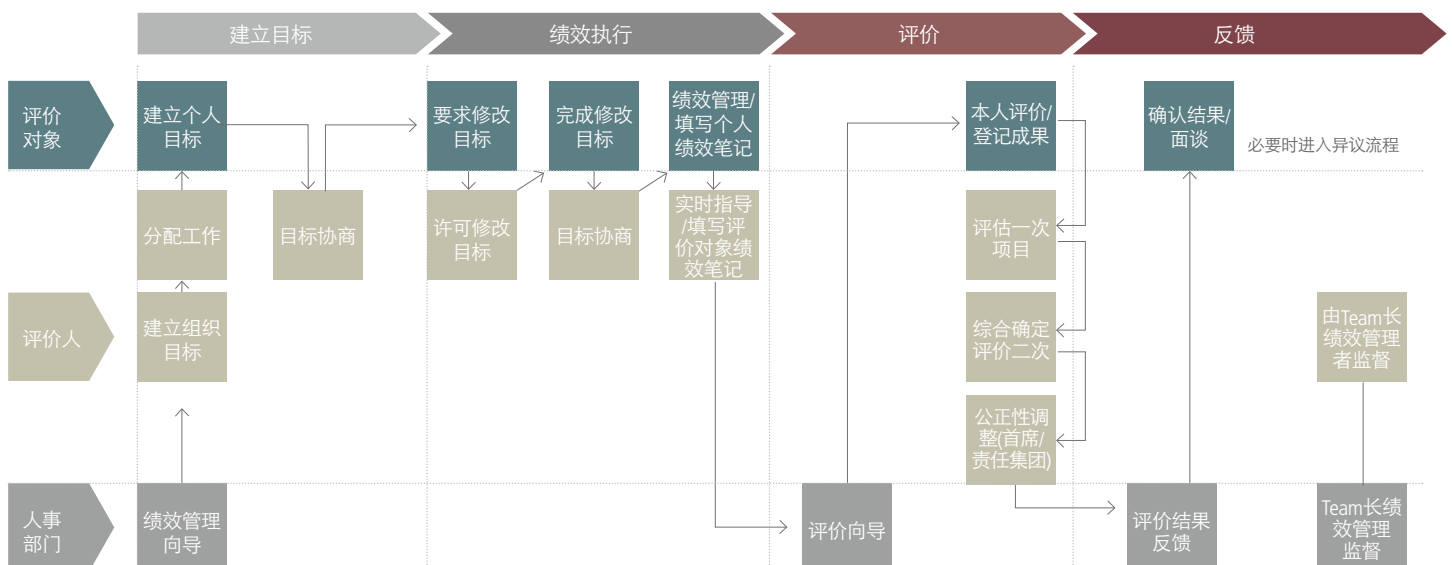 建立目标
绩效执行
评价
反馈
评价
对象
建立个人
目标
要求修改
目标
完成修改
目标
绩效管理/
填写个人
绩效笔记
本人评价/
登记成果
确认结果/
面谈
必要时进入异议流程
分配工作
目标协商
许可修改
目标
目标协商
实时指导
/填写评
价对象绩
效笔记
评估一次
项目
评价人
建立组织
目标
综合确定
评价二次
由Team长
绩效管理
者监督
公正性调
整(首席/
责任集团)
人事
部门
绩效管理
向导
评价向导
评价结果
反馈
Team长绩
效管理
监督